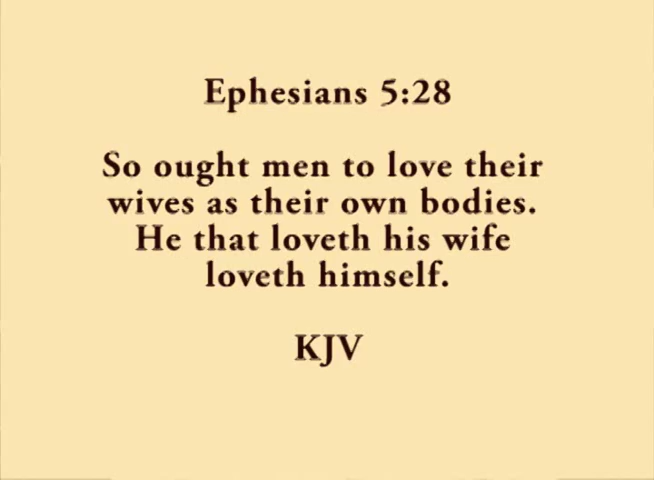 Ephesians 5:28
So ought men to love their
wives as their own bodies.
He that loveth his wife
loveth himself.
KJV